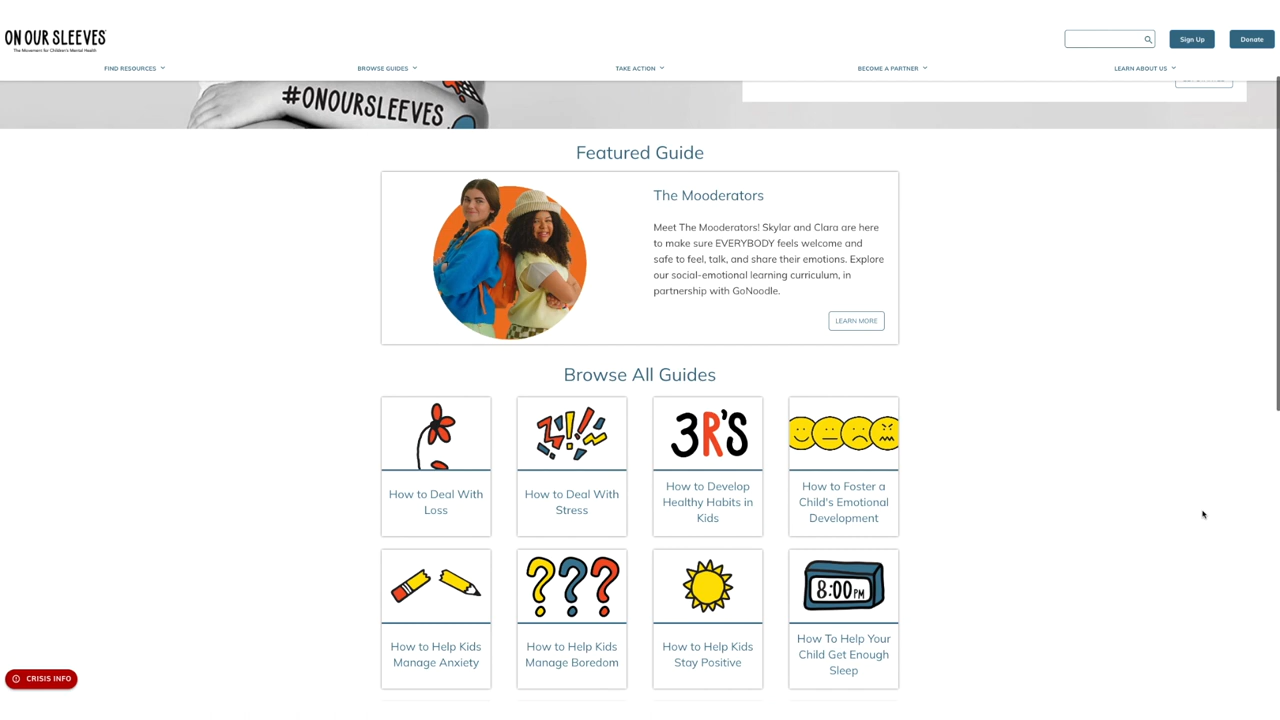 ON OUR SLEEVES
The Movement for Children's Mental Health
Sign Up
Donate
FIND RESOURCES
BROWSE GUIDES
TAKE ACTION
BECOME A PARTNER
LEARN ABOUT US
#ONOURSLEEVES
Featured Guide
The Mooderators
Meet The Mooderators! Skylar and Clara are here
to make sure EVERYBODY feels welcome and
safe to feel, talk, and share their emotions. Explore
our social-emotional learning curriculum, in
partnership with GoNoodle.
LEARN MORE
Browse All Guides
3R'S
How to Deal With
Loss
How to Deal With
Stress
How to Develop
Healthy Habits in
Kids
How to Foster a
Child's Emotional
Development
???
8:00PM
How to Help Kids
Manage Anxiety
How to Help Kids
Manage Boredom
How to Help Kids
Stay Positive
How To Help Your
Child Get Enough
Sleep
CRISIS INFO